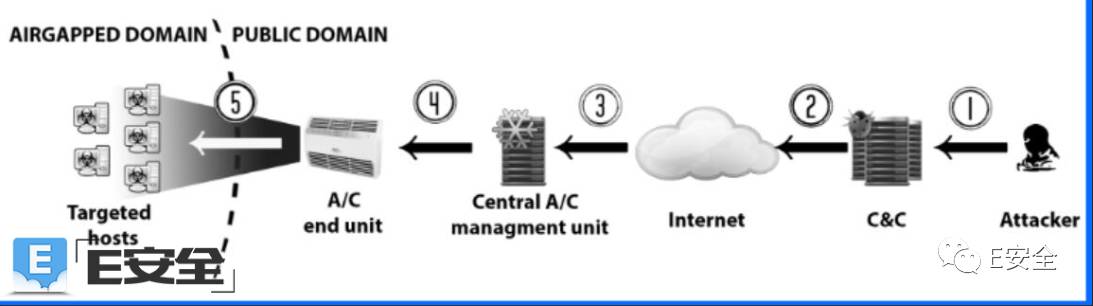 AIRGAPPED DOMAIN
PUBLIC DOMAIN
5
4
3
2
1
Targeted
hosts
A/C
end unit
Central A/C
managment unit
Internet
C&C
Attacker
E
E安全
E安全